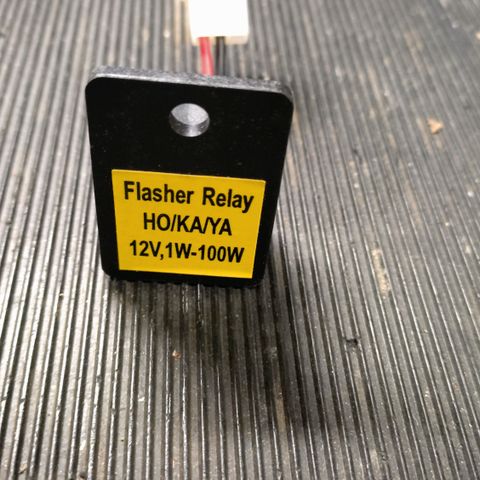 Flasher Relay
HO/KA/YA
12V,1W-100W